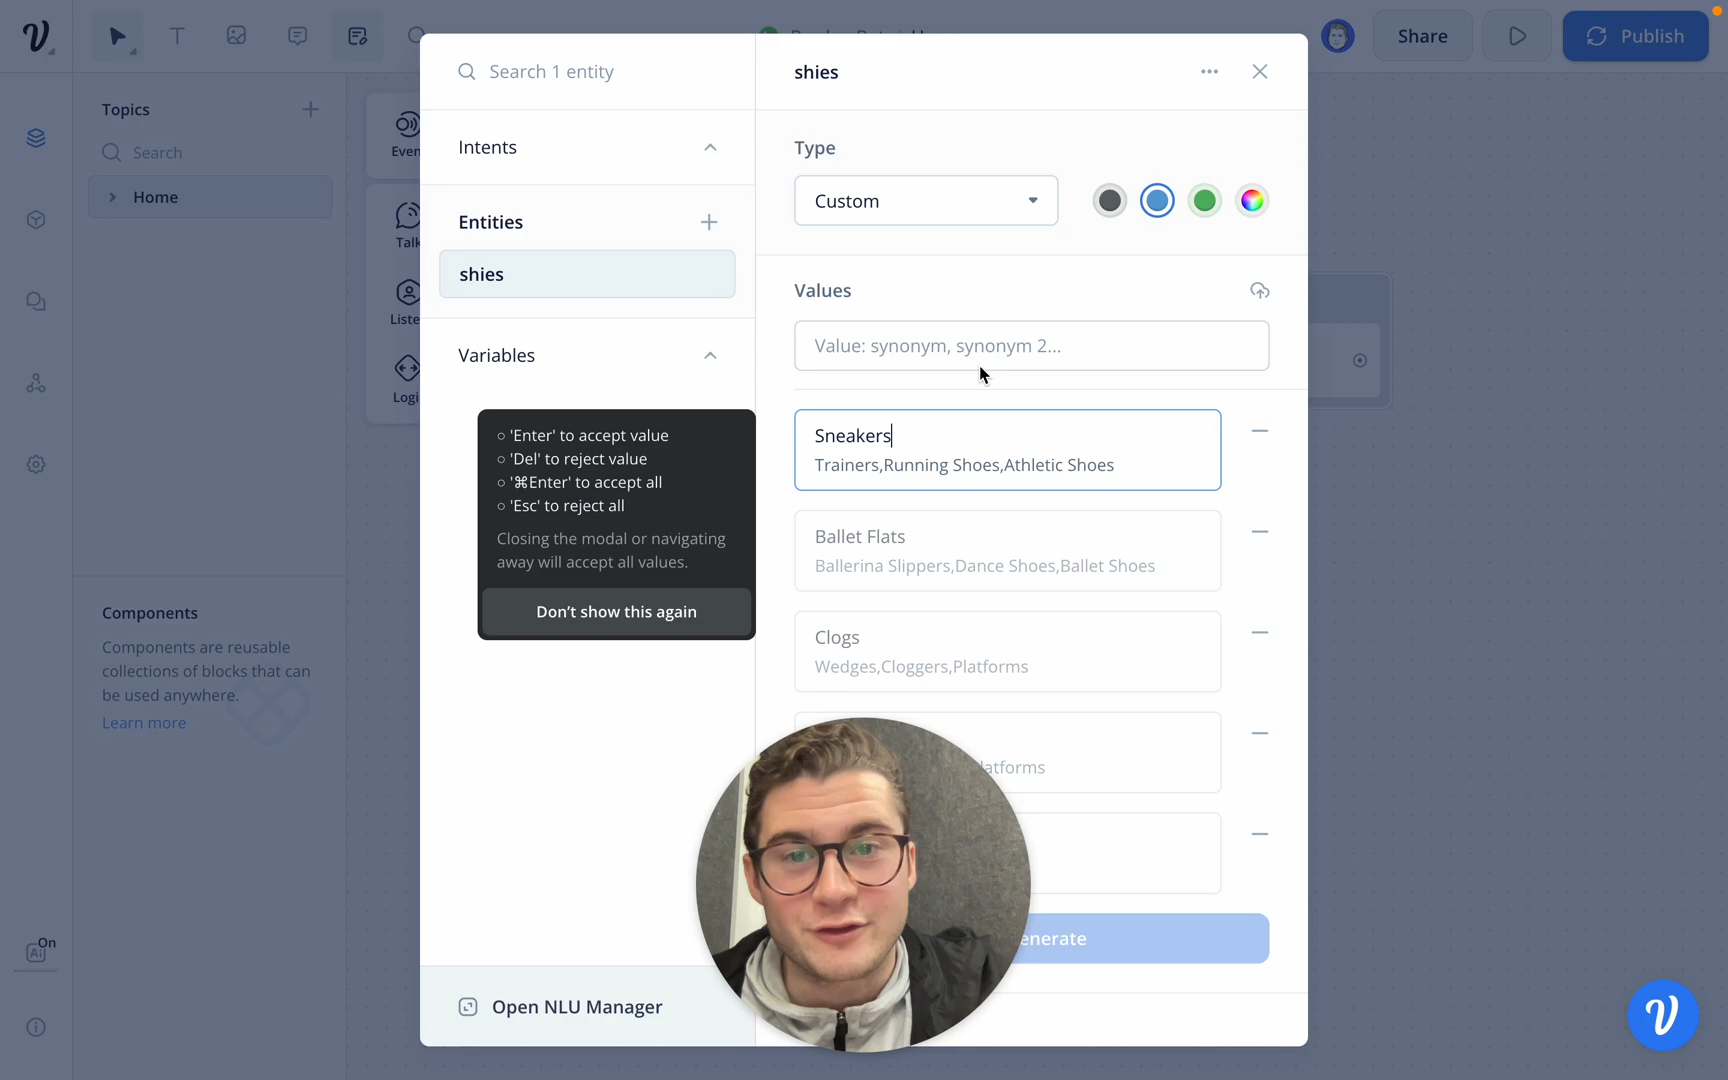 Share
Publish
Search 1 entity
shies
Topics
Search
Home
Even
Talk
Liste
Logi
Intents
Entities
shies
Variables
'Enter' to accept value
'Del' to reject value
'⌘Enter' to accept all
'Esc' to reject all
Closing the modal or navigating
away will accept all values.
Don't show this again
Type
Custom
Values
Value: synonym, synonym 2...
Sneakers
Trainers,Running Shoes,Athletic Shoes
Ballet Flats
Ballerina Slippers,Dance Shoes,Ballet Shoes
Clogs
Wedges,Cloggers,Platforms
latforms
enerate
Components
Components are reusable
collections of blocks that can
be used anywhere.
Learn more
On
Ai
Open NLU Manager